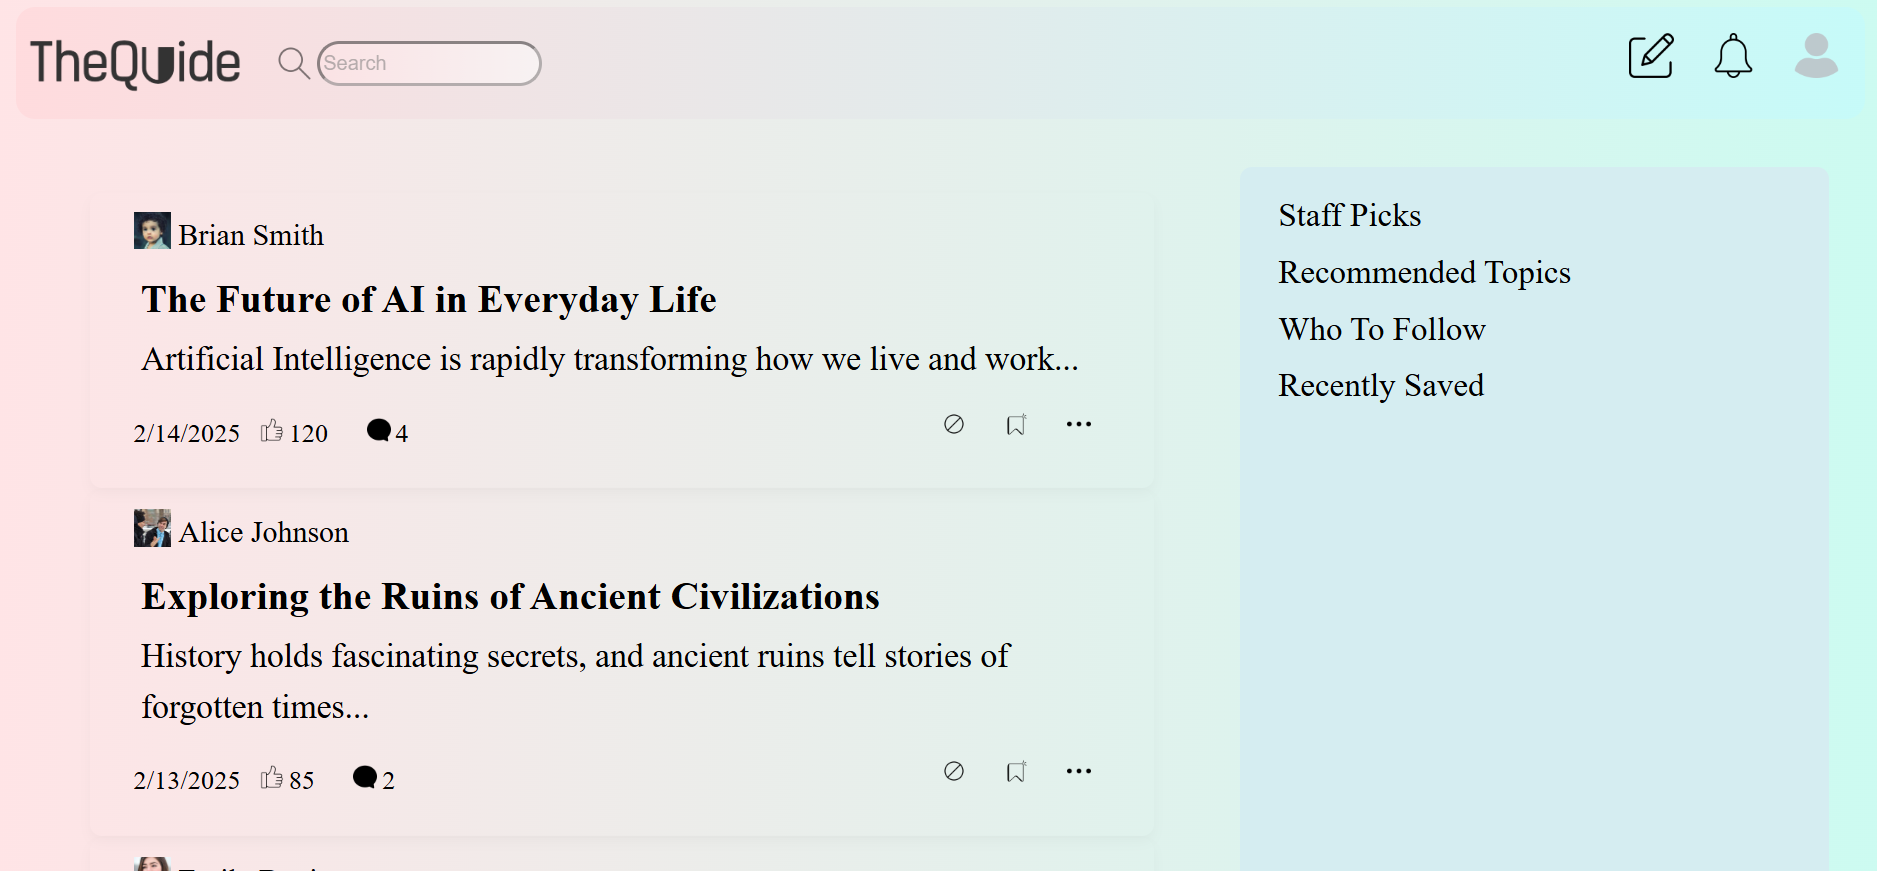 TheQuide
Search
Brian Smith
The Future of AI in Everyday Life
Artificial Intelligence is rapidly transforming how we live and work...
2/14/2025 120 4
Alice Johnson
Exploring the Ruins of Ancient Civilizations
History holds fascinating secrets, and ancient ruins tell stories of
forgotten times...
2/13/2025 85 2
Staff Picks
Recommended Topics
Who To Follow
Recently Saved